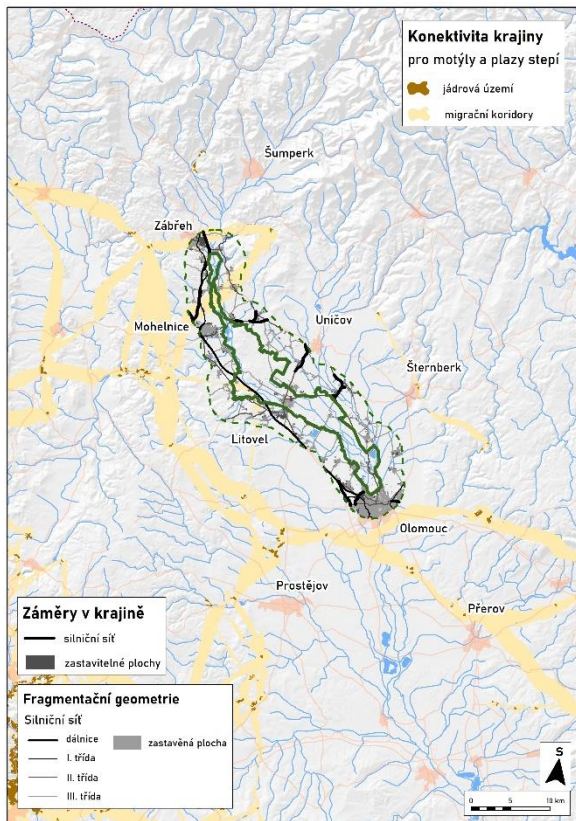 Konektivita krajiny
pro motýly a plazy stepí
jádrová území
migrační koridory
Šumperk
Zábřeh
Mohelnice
Uničov
Šternberk
Litovel
Olomouc
Prostějov
Přerov
Záměry v krajině
silniční síť
zastavitelné plochy
Fragmentační geometrie
Silniční síť
dálnice
zastavěná plocha
I. třída
II. třída
III. třída
S
0 5 10 km